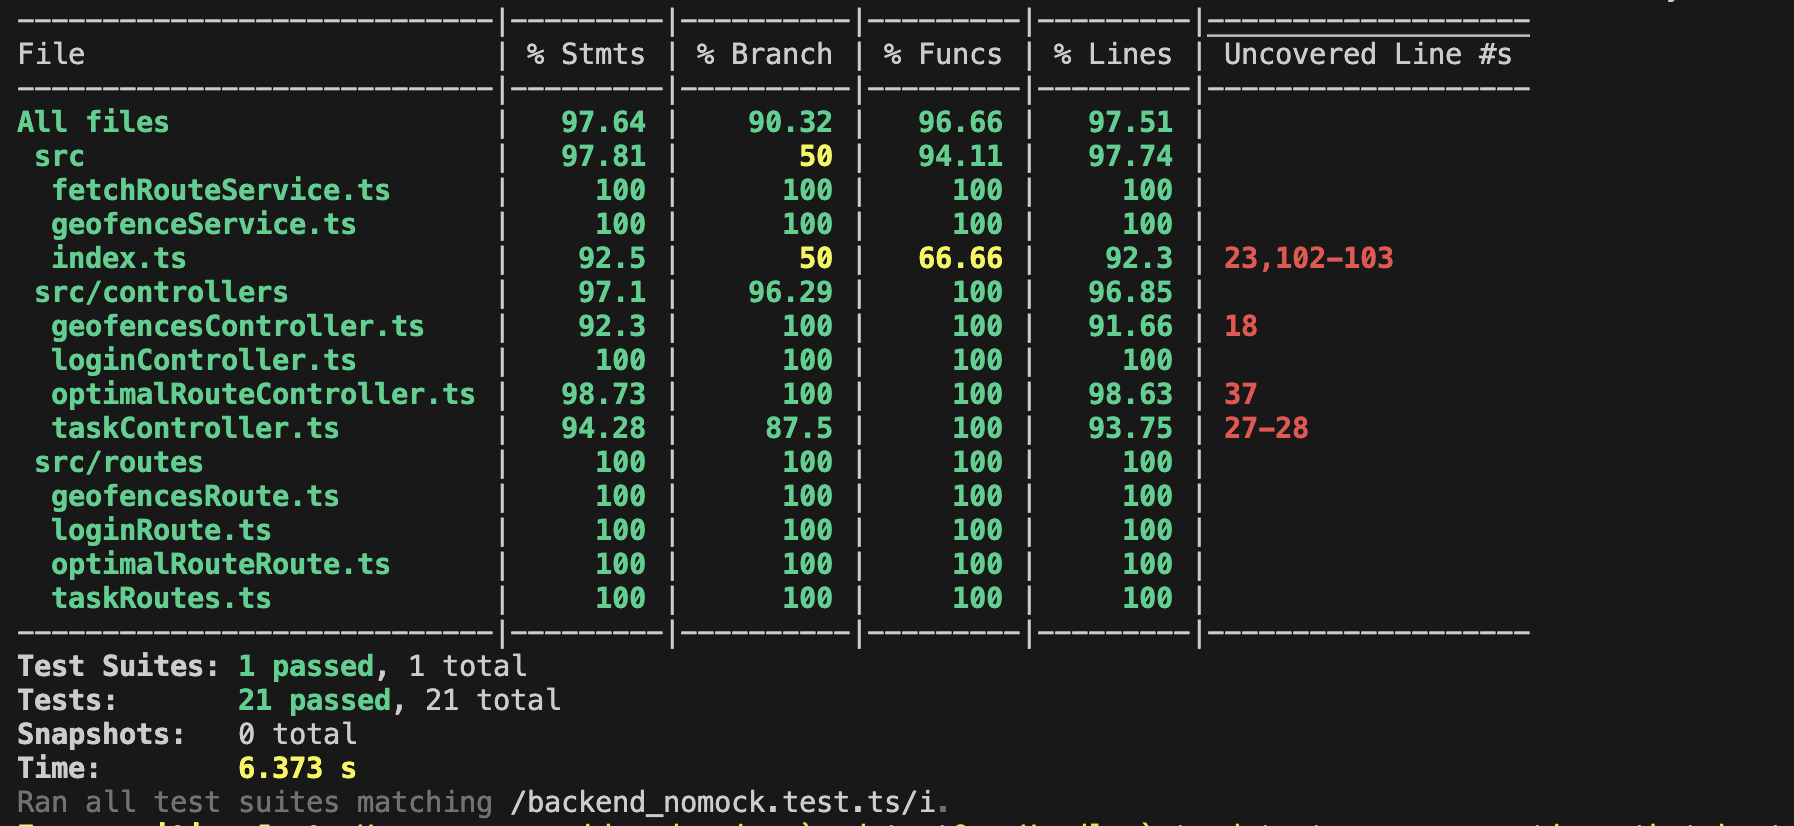 File | % Stmts | % Branch | % Funcs | % Lines | Uncovered Line #s
All files | 97.64 | 90.32 | 96.66 | 97.51 |
src | 97.81 | 50 | 94.11 | 97.74 |
fetchRouteService.ts | 100 | 100 | 100 | 100 |
geofenceService.ts | 100 | 100 | 100 | 100 |
index.ts | 92.5 | 50 | 66.66 | 92.3 | 23,102-103
src/controllers | 97.1 | 96.29 | 100 | 96.85 |
geofencesController.ts | 92.3 | 100 | 100 | 91.66 | 18
loginController.ts | 100 | 100 | 100 | 100 |
optimalRouteController.ts | 98.73 | 100 | 100 | 98.63 | 37
taskController.ts | 94.28 | 87.5 | 100 | 93.75 | 27-28
src/routes | 100 | 100 | 100 | 100 |
geofencesRoute.ts | 100 | 100 | 100 | 100 |
loginRoute.ts | 100 | 100 | 100 | 100 |
optimalRouteRoute.ts | 100 | 100 | 100 | 100 |
taskRoutes.ts | 100 | 100 | 100 | 100 |
Test Suites: 1 passed, 1 total
Tests: 21 passed, 21 total
Snapshots: 0 total
Time: 6.373 s
Ran all test suites matching /backend_nomock.test.ts/i.